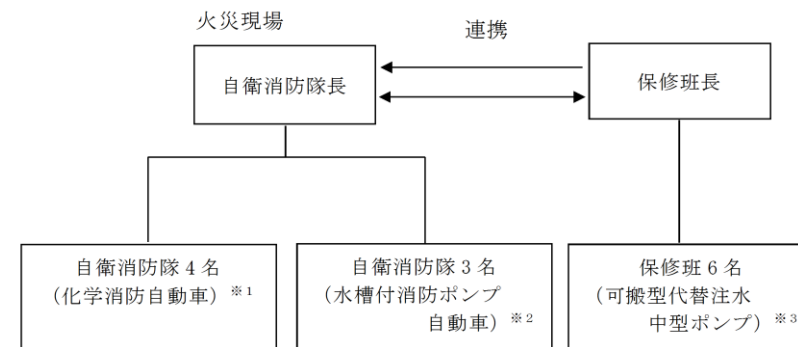 火災現場
連携
自衛消防隊長
保修班長
自衛消防隊4名
(化学消防自動車)※1
自衛消防隊3名
(水槽付消防ポンプ
自動車)※2
保修班6名
(可搬型代替注水
中型ポンプ)※3